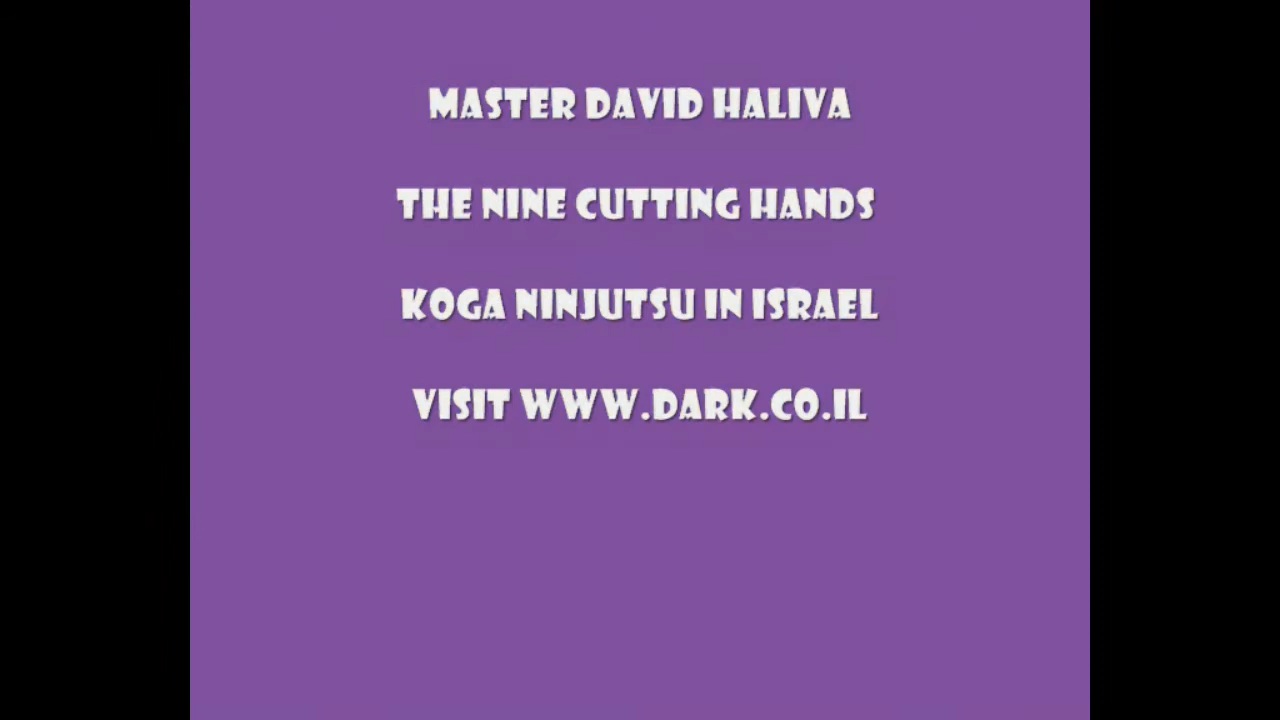 MASTER DAVID HALIVA
THE NINE CUTTING HANDS
KOGA NINJUTSU IN ISRAEL
VISIT WWW.DARK.CO.IL